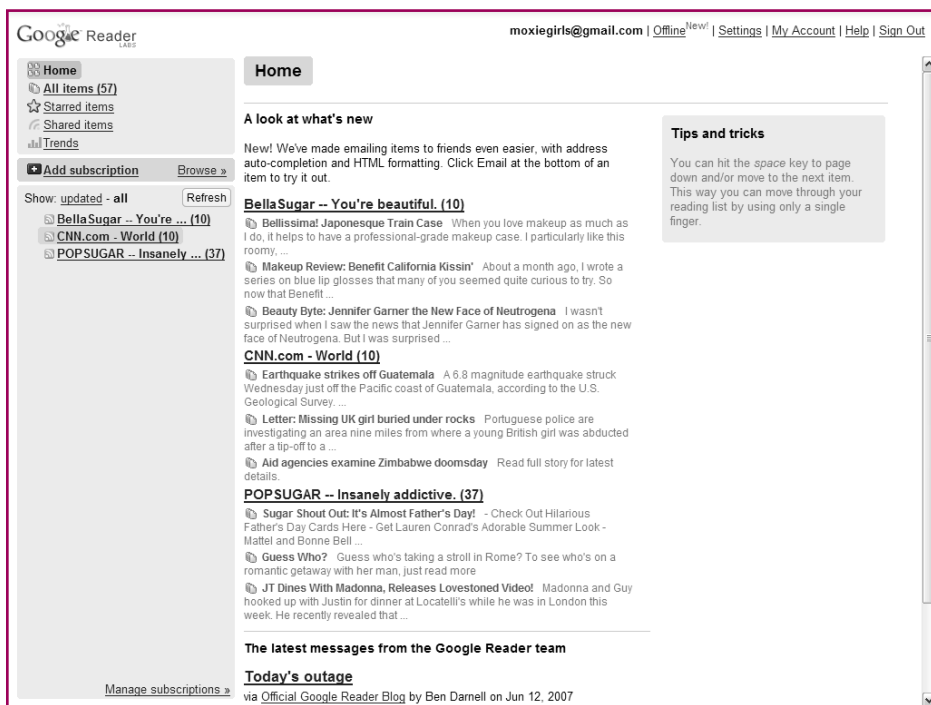 Google Reader
LABS
moxiegirls@gmail.com | Offline New! | Settings | My Account | Help | Sign Out
Home
All items (57)
Starred items
Shared items
Trends
Add subscription Browse »
Show: updated - all Refresh
BellaSugar -- You're ... (10)
CNN.com - World (10)
POPSUGAR -- Insanely ... (37)
Manage subscriptions »
Home
A look at what's new
New! We've made emailing items to friends even easier, with address
auto-completion and HTML formatting. Click Email at the bottom of an
item to try it out.
BellaSugar -- You're beautiful. (10)
Bellissima! Japonesque Train Case When you love makeup as much as
I do, it helps to have a professional-grade makeup case. I particularly like this
roomy, ...
Makeup Review: Benefit California Kissin' About a month ago, I wrote a
series on blue lip glosses that many of you seemed quite curious to try. So
now that Benefit ...
Beauty Byte: Jennifer Garner the New Face of Neutrogena I wasn't
surprised when I saw the news that Jennifer Garner has signed on as the new
face of Neutrogena. But I was surprised ...
CNN.com - World (10)
Earthquake strikes off Guatemala A 6.8 magnitude earthquake struck
Wednesday just off the Pacific coast of Guatemala, according to the U.S.
Geological Survey. ...
Letter: Missing UK girl buried under rocks Portuguese police are
investigating an area nine miles from where a young British girl was abducted
after a tip-off to a ...
Aid agencies examine Zimbabwe doomsday Read full story for latest
details.
POPSUGAR -- Insanely addictive. (37)
Sugar Shout Out: It's Almost Father's Day! - Check Out Hilarious
Father's Day Cards Here - Get Lauren Conrad's Adorable Summer Look -
Mattel and Bonne Bell ...
Guess Who? Guess who's taking a stroll in Rome? To see who's on a
romantic getaway with her man, just read more
JT Dines With Madonna, Releases Lovestoned Video! Madonna and Guy
hooked up with Justin for dinner at Locatelli's while he was in London this
week. He recently revealed that ...
The latest messages from the Google Reader team
Today's outage
via Official Google Reader Blog by Ben Darnell on Jun 12, 2007
Tips and tricks
You can hit the space key to page
down and/or move to the next item.
This way you can move through your
reading list by using only a single
finger.